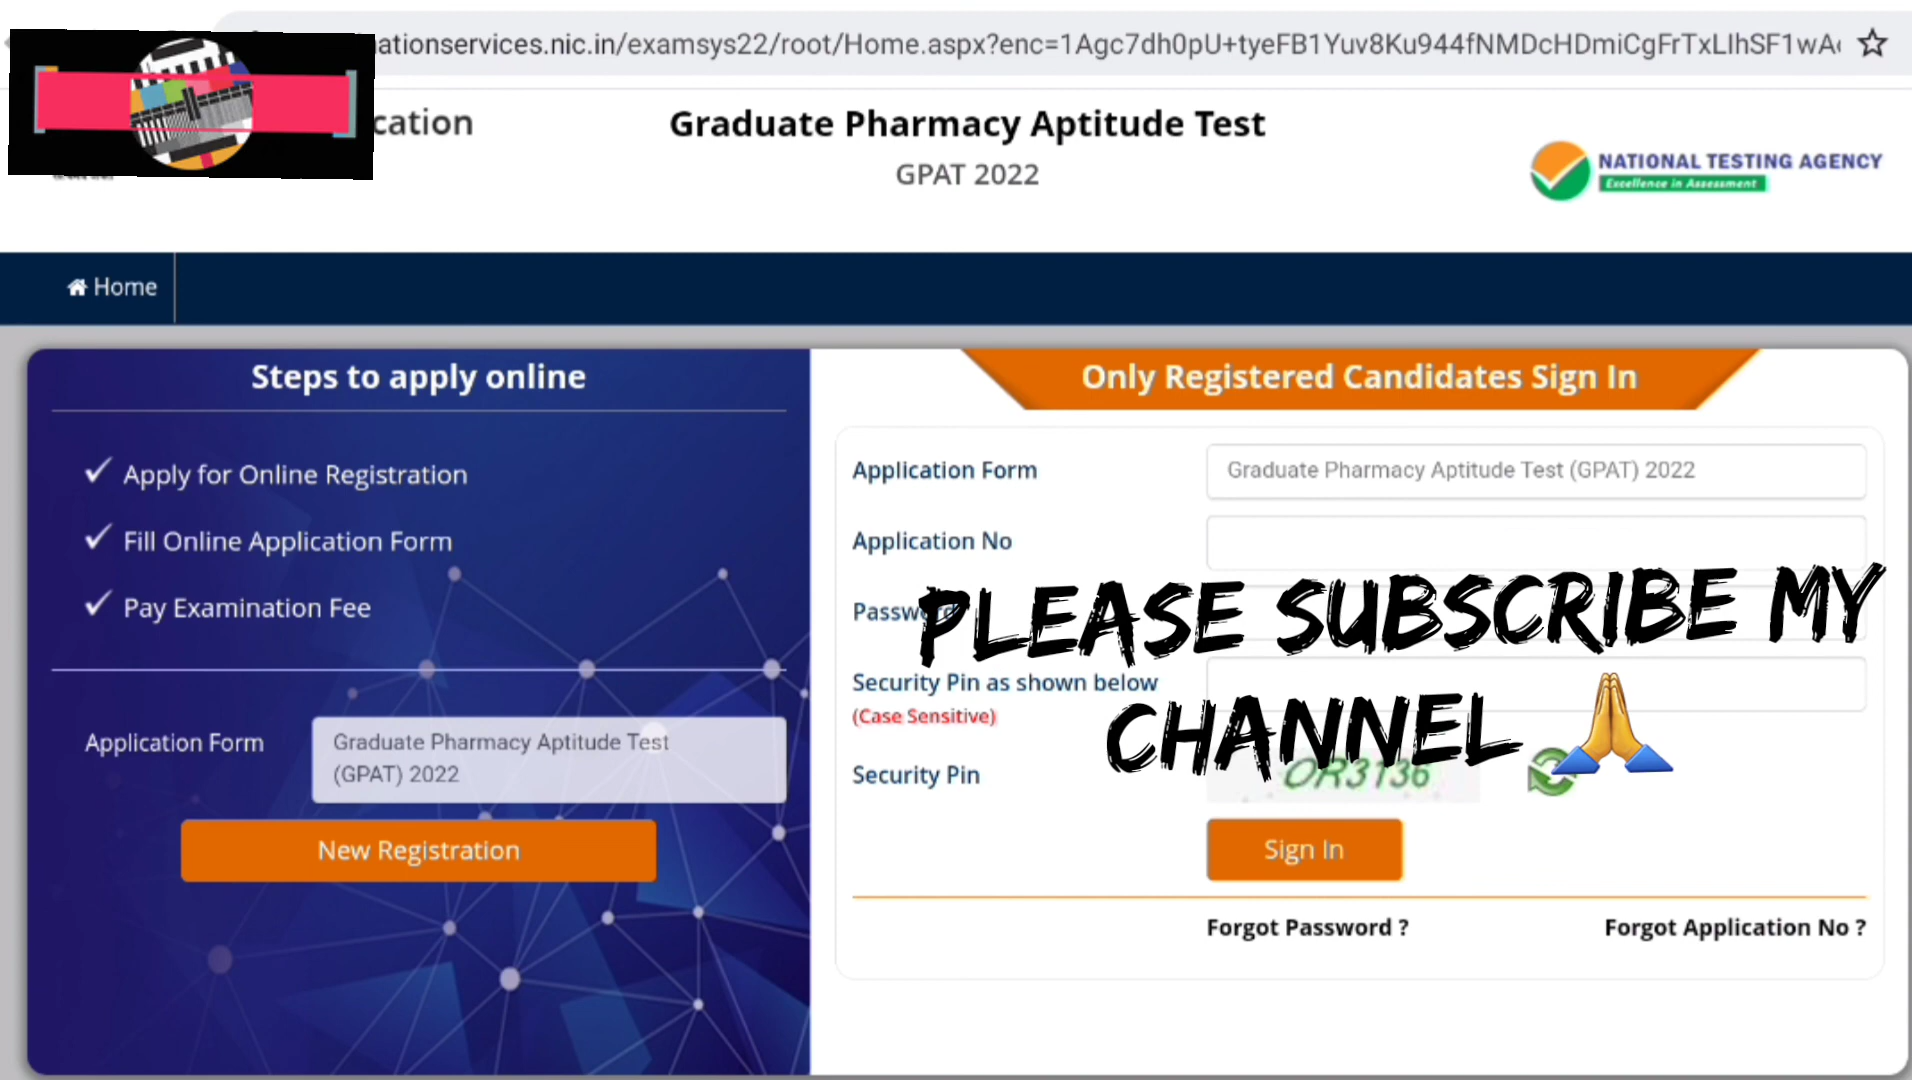 ationservices.nic.in/examsys22/root/Home.aspx?enc=1Agc7dh0pU+tyeFB1Yuv8Ku944fNMDcHDmiCgFrTxLIhSF1wA
cation
Graduate Pharmacy Aptitude Test
GPAT 2022
NATIONAL TESTING AGENCY
Excellence in Assessment
Home
Steps to apply online
Apply for Online Registration
Fill Online Application Form
Pay Examination Fee
Application Form
Graduate Pharmacy Aptitude Test
(GPAT) 2022
New Registration
Only Registered Candidates Sign In
Application Form
Graduate Pharmacy Aptitude Test (GPAT) 2022
Application No
Password
PLEASE SUBSCRIBE MY
CHANNEL 🙏
Security Pin as shown below
(Case Sensitive)
Security Pin
OR3136
Sign In
Forgot Password ?
Forgot Application No ?